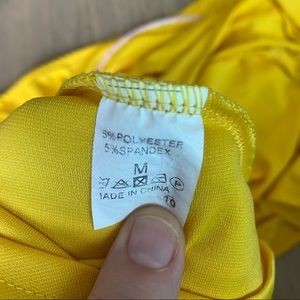 5%POLYESTER
5%SPANDEX
M
P
MADE IN CHINA
10